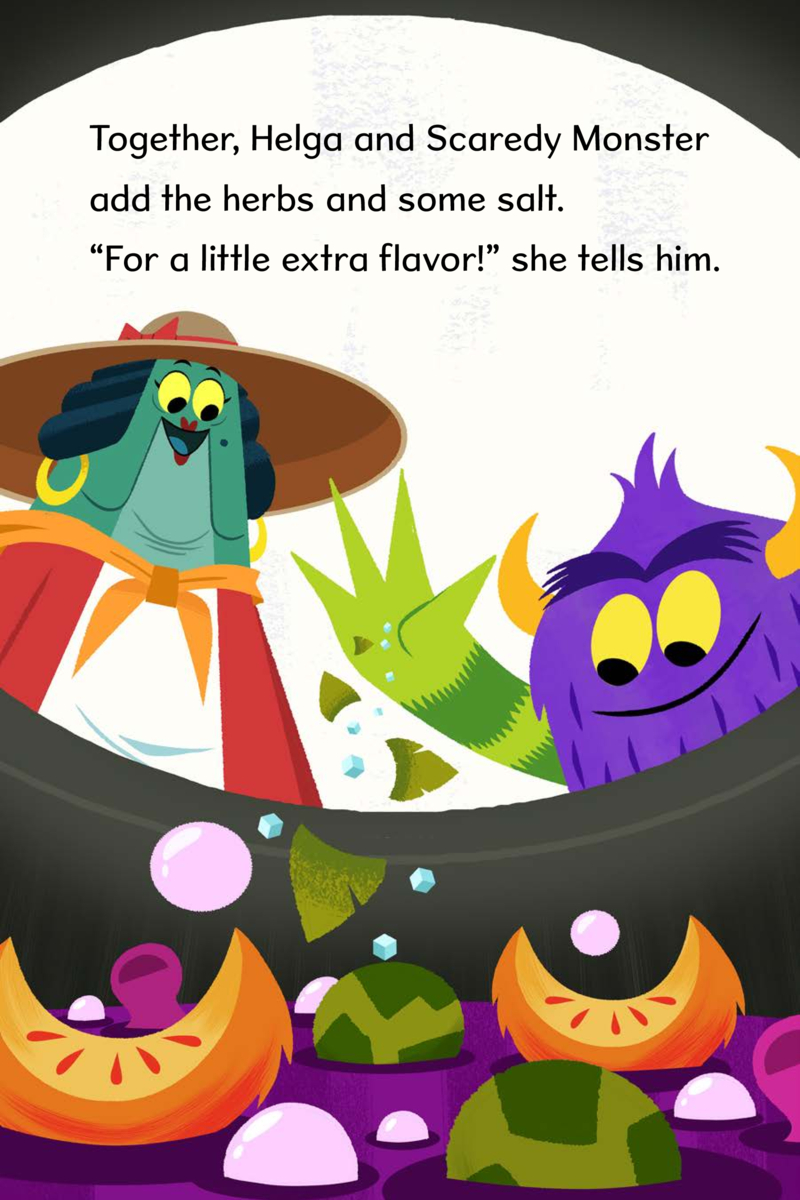 Together, Helga and Scaredy Monster
add the herbs and some salt.
“For a little extra flavor!” she tells him.